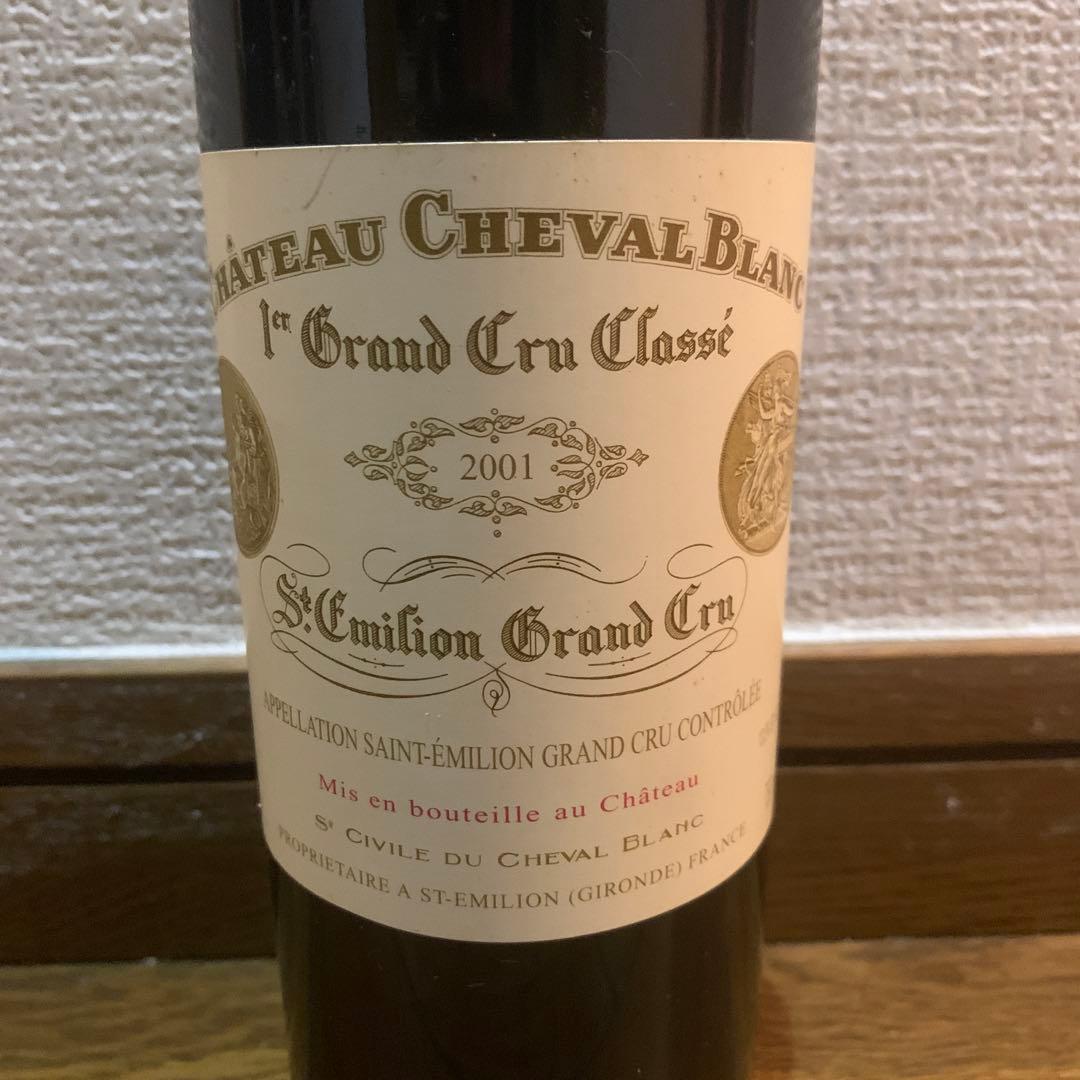 CHÂTEAU CHEVAL BLANC
1er Grand Cru Classé
2001
St. Emilion Grand Cru
APPELLATION SAINT-ÉMILION GRAND CRU CONTRÔLÉE
Mis en bouteille au Château
Sté CIVILE DU CHEVAL BLANC
PROPRIETAIRE A ST-EMILION (GIRONDE) FRANCE